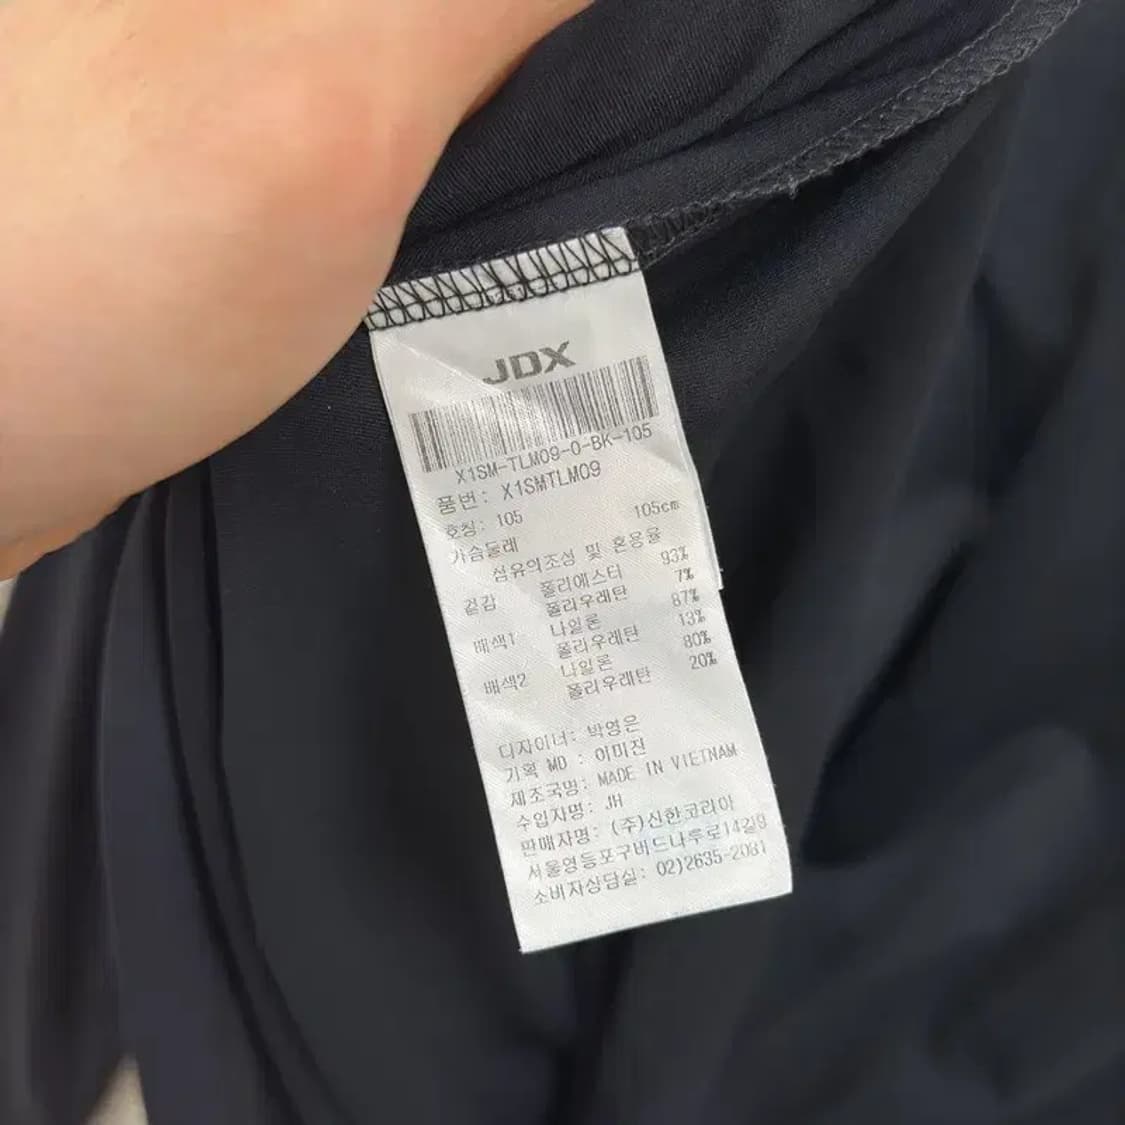 JDX
X1SM-TLM09-0-BK-105
품번: X1SMTLM09
호칭: 105
가슴둘레 105cm
섬유의조성 및 혼용율
겉감 폴리에스터 93%
폴리우레탄 7%
배색1 나일론 87%
폴리우레탄 13%
배색2 나일론 80%
폴리우레탄 20%
디자이너: 박영은
기획 MD : 이미진
제조국명: MADE IN VIETNAM
수입자명: JH
판매자명: (주)신한코리아
서울영등포구버드나루로14길9
소비자상담실: 02)2635-2081